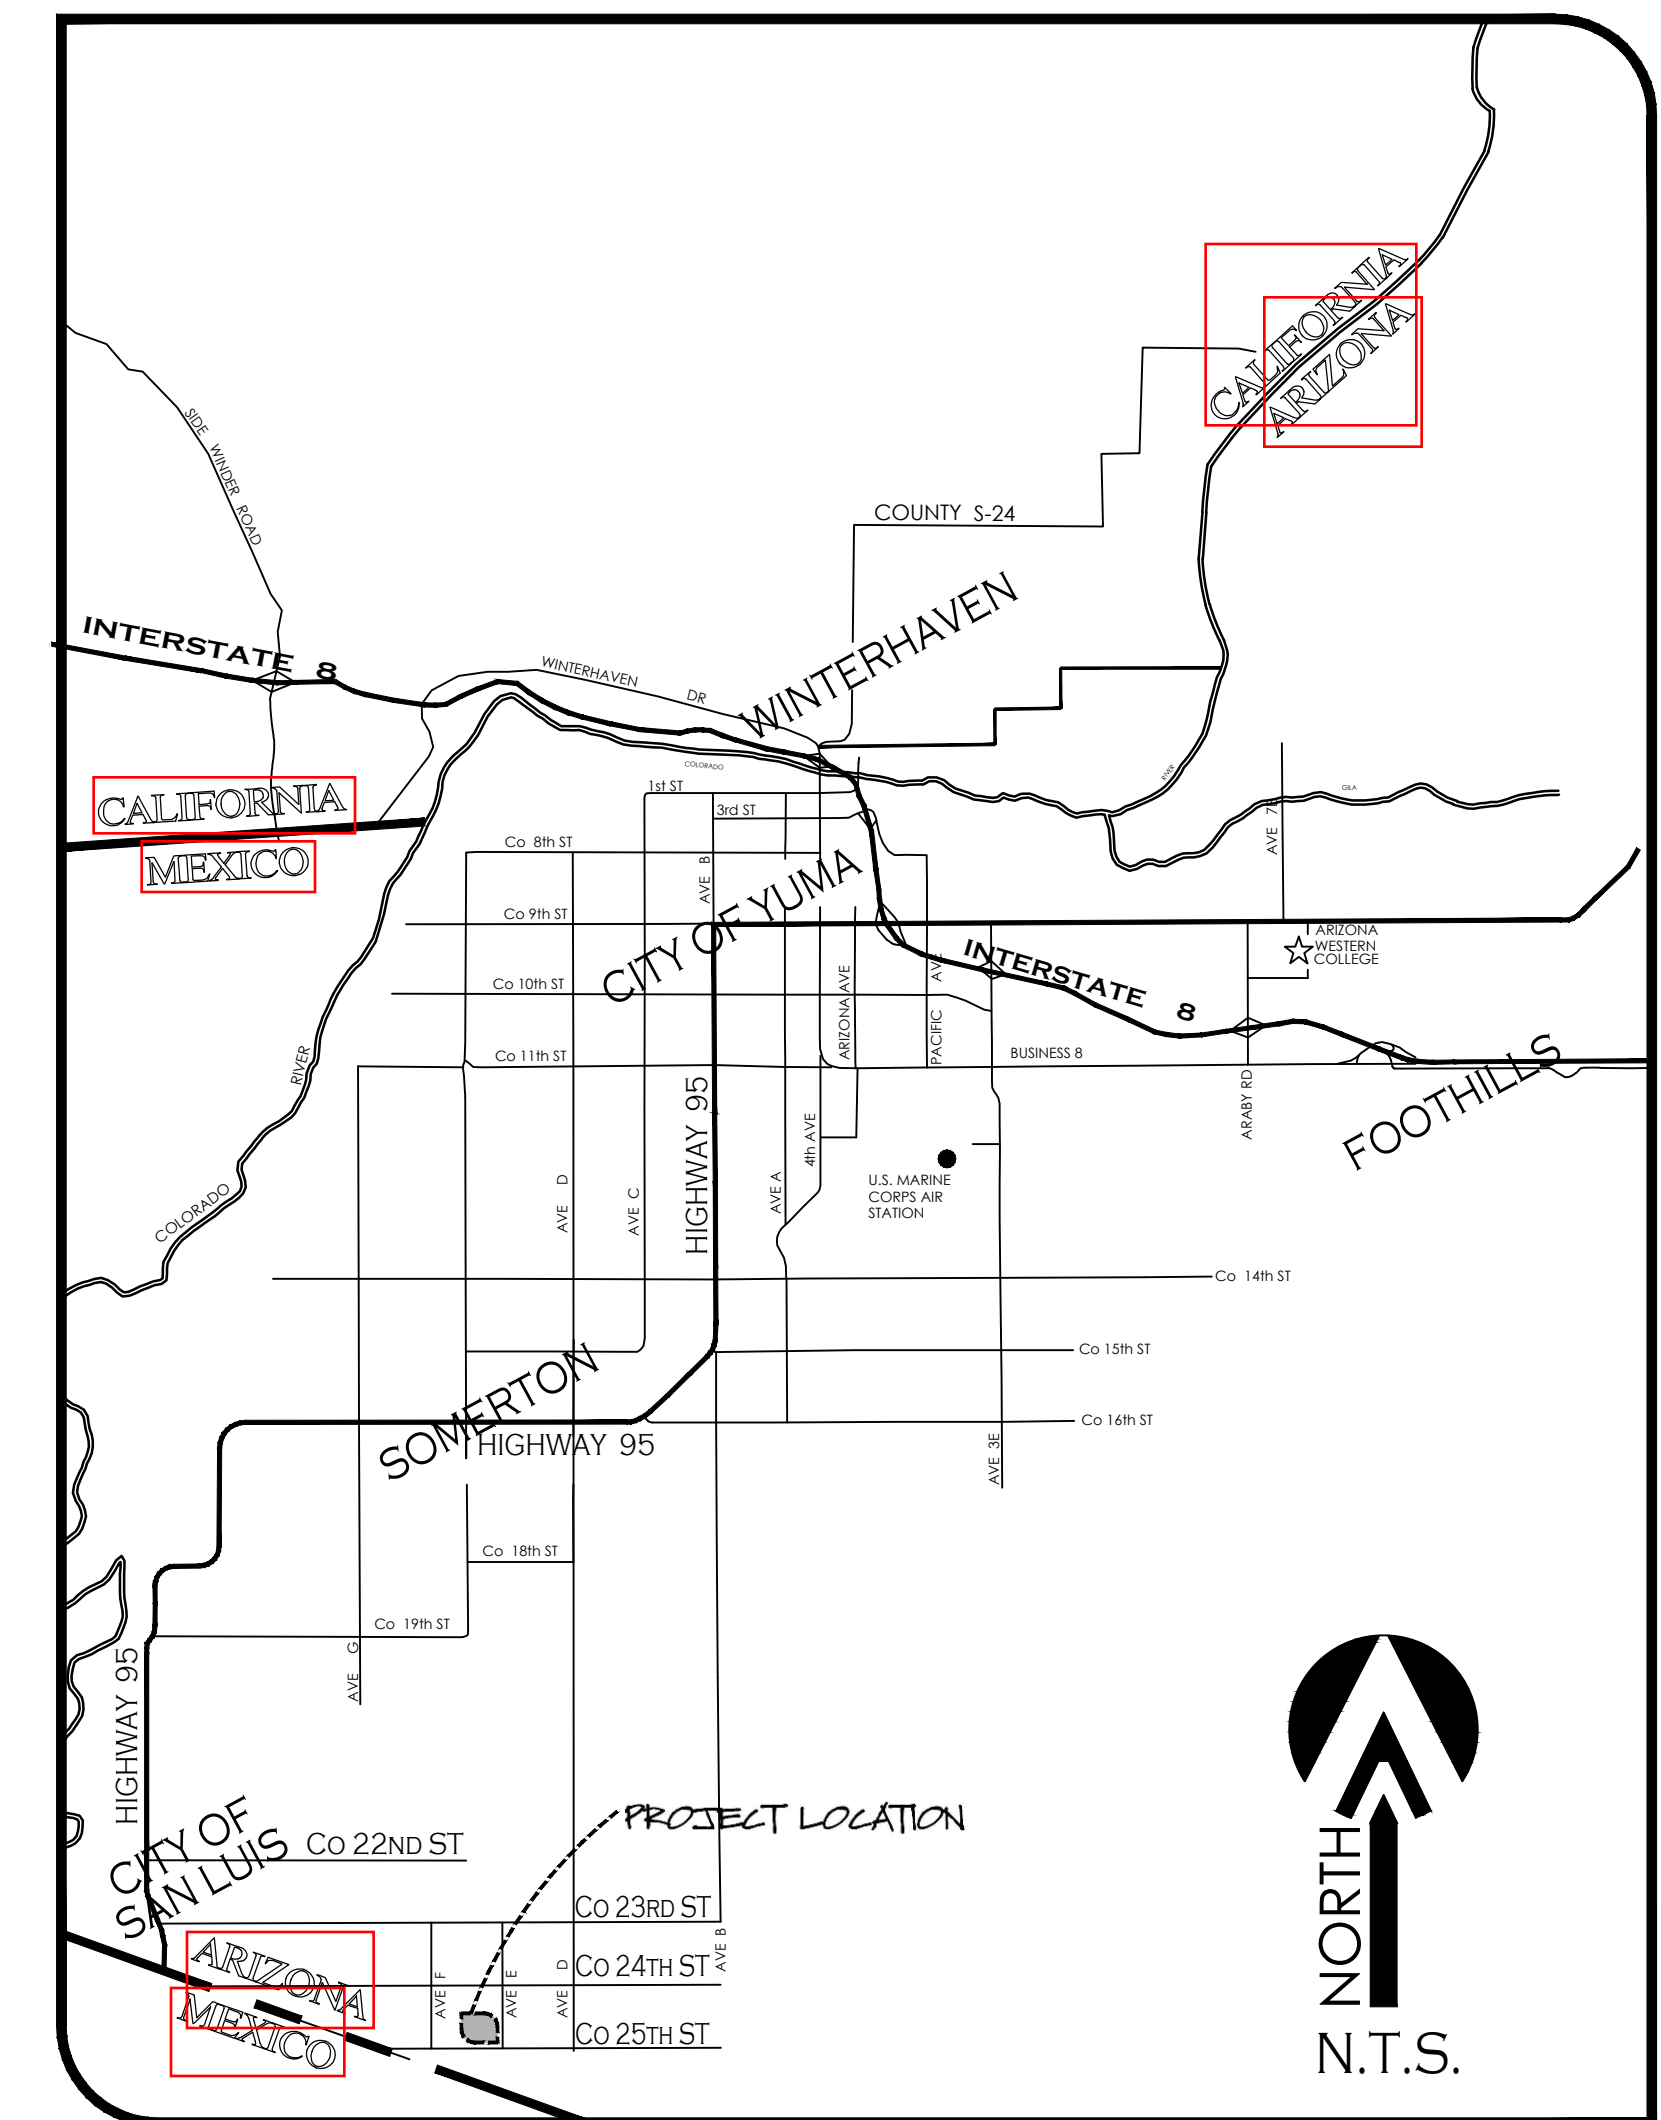 CALIFORNIA
ARIZONA
SIDE WINDER ROAD
COUNTY S-24
WINTERHAVEN
INTERSTATE 8
WINTERHAVEN DR
COLORADO
RIVER
GILA
CALIFORNIA
MEXICO
1st ST
3rd ST
Co 8th ST
AVE B
AVE 7E
CITY OF YUMA
Co 9th ST
ARIZONA
WESTERN
COLLEGE
INTERSTATE 8
Co 10th ST
ARIZONA AVE
PACIFIC AVE
Co 11th ST
BUSINESS 8
RIVER
FOOTHILLS
ARABY RD
HIGHWAY 95
4th AVE
U.S. MARINE
CORPS AIR
STATION
COLORADO
AVE D
AVE C
AVE A
Co 14th ST
Co 15th ST
SOMERTON
Co 16th ST
HIGHWAY 95
AVE 3E
Co 18th ST
Co 19th ST
AVE G
HIGHWAY 95
PROJECT LOCATION
CITY OF
SAN LUIS
Co 22ND ST
Co 23RD ST
AVE B
ARIZONA
MEXICO
AVE F
AVE E
AVE D
Co 24TH ST
Co 25TH ST
NORTH
N.T.S.